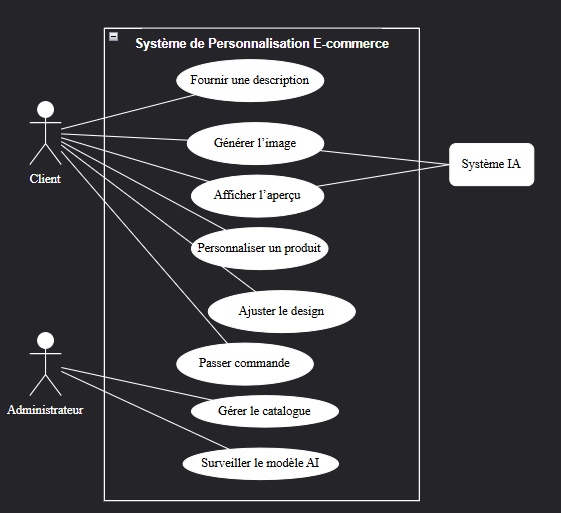 Système de Personnalisation E-commerce
Fournir une description
Générer l’image
Système IA
Client
Afficher l’aperçu
Personnaliser un produit
Ajuster le design
Passer commande
Administrateur
Gérer le catalogue
Surveiller le modèle AI